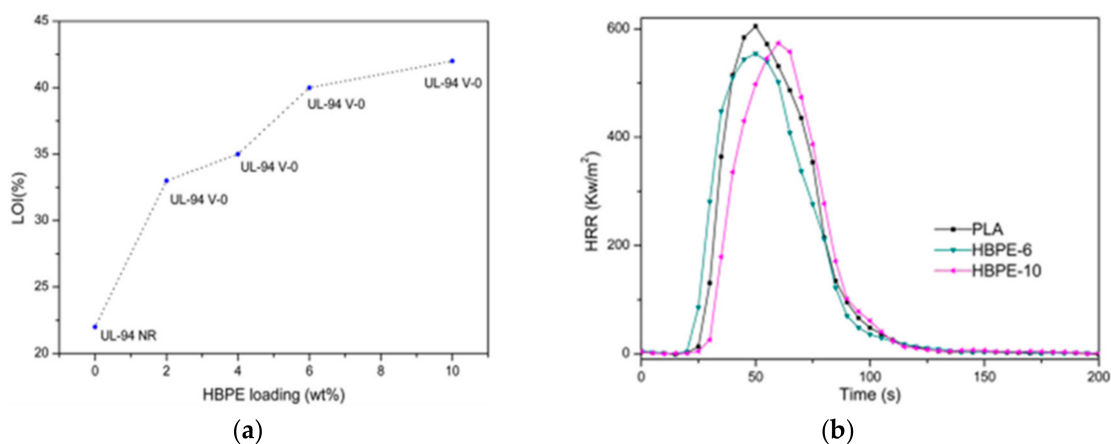 45
40
35
30
25
20
LOI(%)
UL-94 NR
UL-94 V-0
UL-94 V-0
UL-94 V-0
UL-94 V-0
0 2 4 6 8 10
HBPE loading (wt%)
(a)
600
400
200
0
HRR (Kw/m²)
PLA
HBPE-6
HBPE-10
0 50 100 150 200
Time (s)
(b)